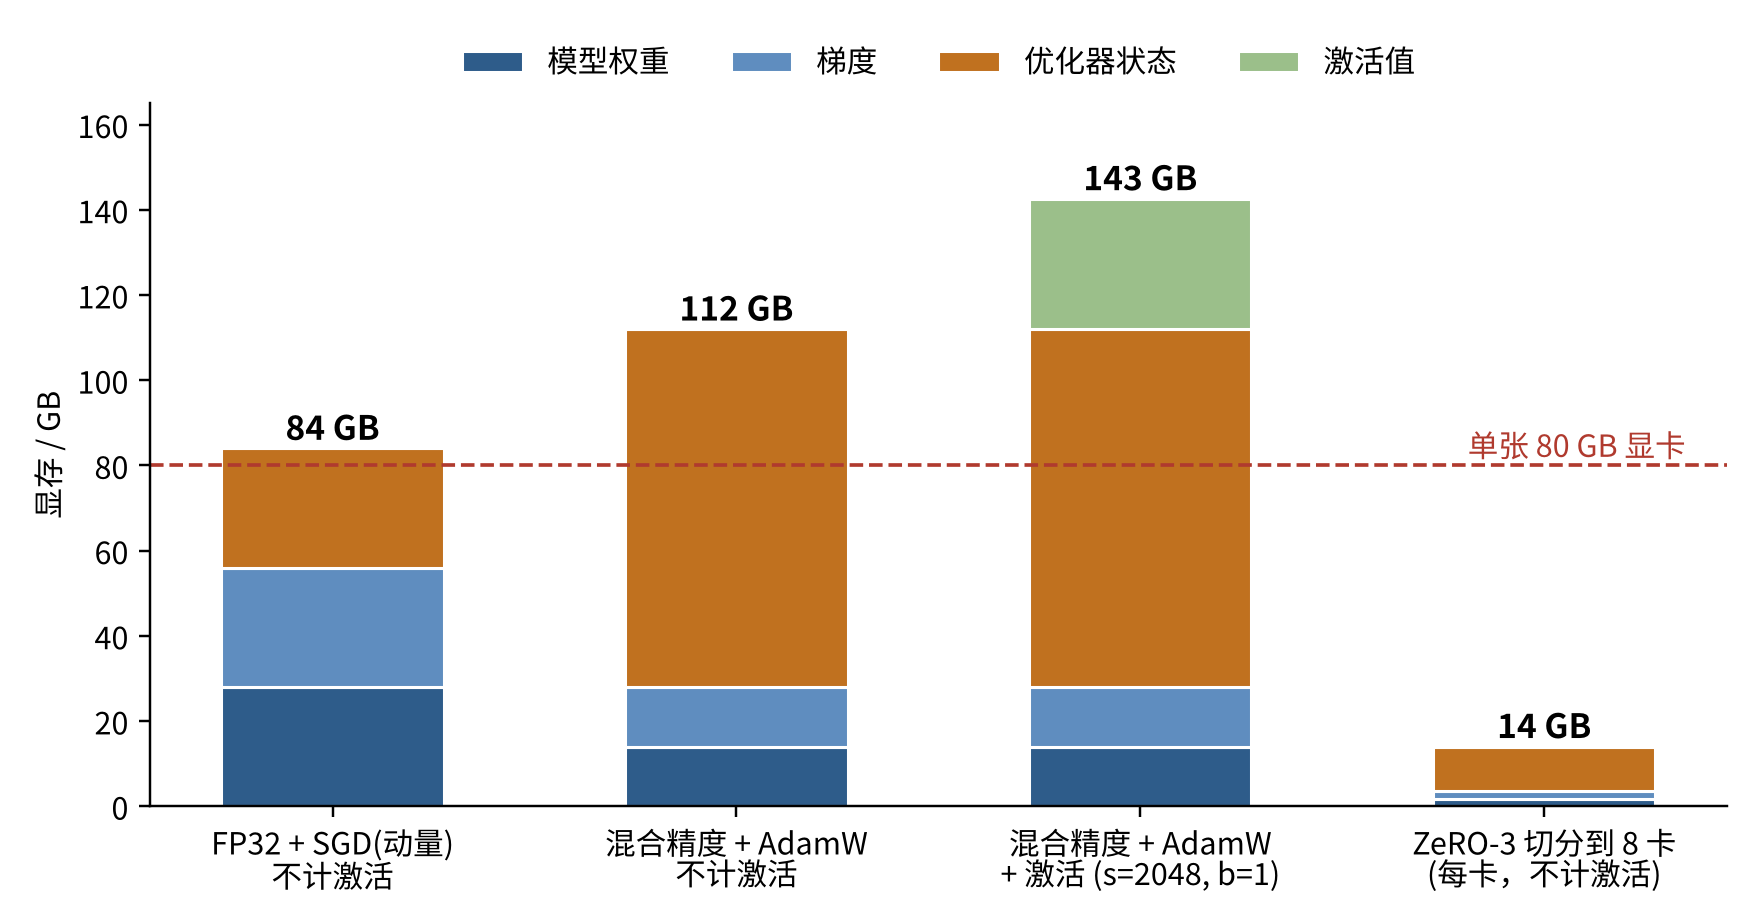 模型权重 梯度 优化器状态 激活值
显存 / GB
160
140
120
100
80
60
40
20
0
84 GB
112 GB
143 GB
14 GB
单张 80 GB 显卡
FP32 + SGD(动量)
不计激活
混合精度 + AdamW
不计激活
混合精度 + AdamW
+ 激活 (s=2048, b=1)
ZeRO-3 切分到 8 卡
(每卡，不计激活)